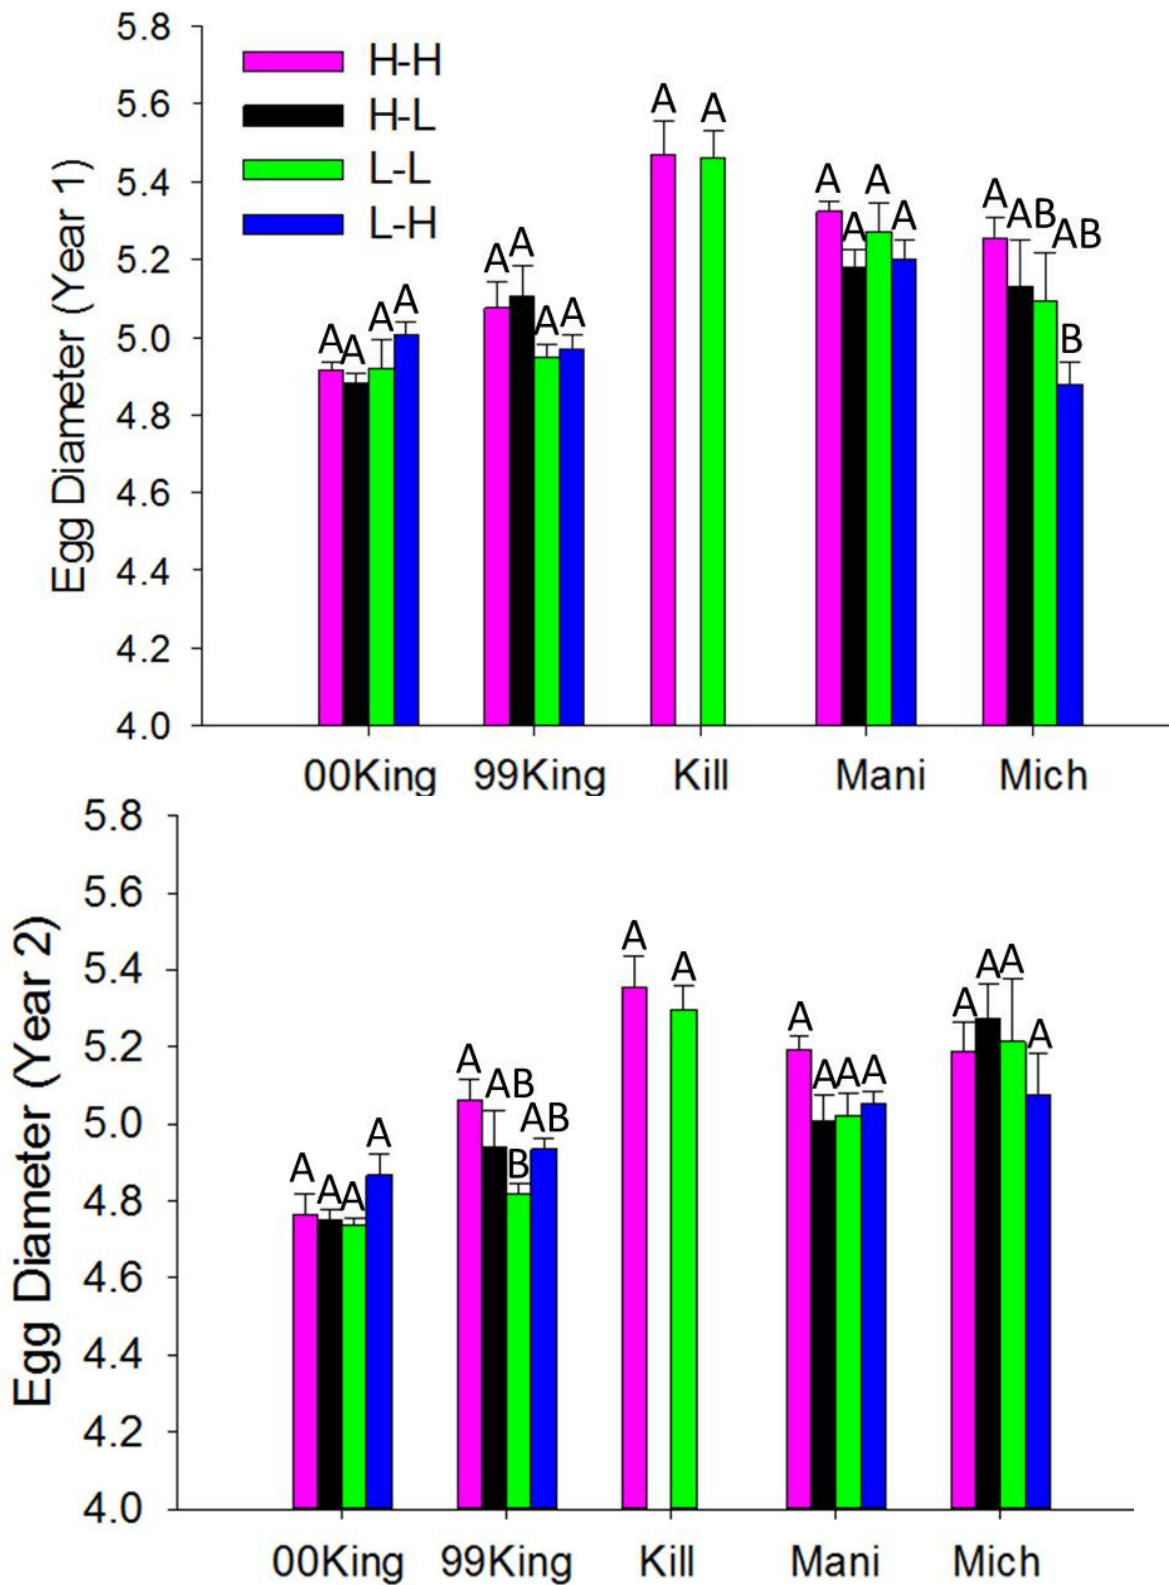 5.8
H-H
H-L
L-L
L-H
5.6
5.4
5.2
5.0
4.8
4.6
4.4
4.2
4.0
Egg Diameter (Year 1)
A A A A
A A A A
A A
A A A A
A AB AB B
00King 99King Kill Mani Mich
5.8
5.6
5.4
5.2
5.0
4.8
4.6
4.4
4.2
4.0
Egg Diameter (Year 2)
A A A A
A AB B AB
A A
A A A A
A A A A
00King 99King Kill Mani Mich